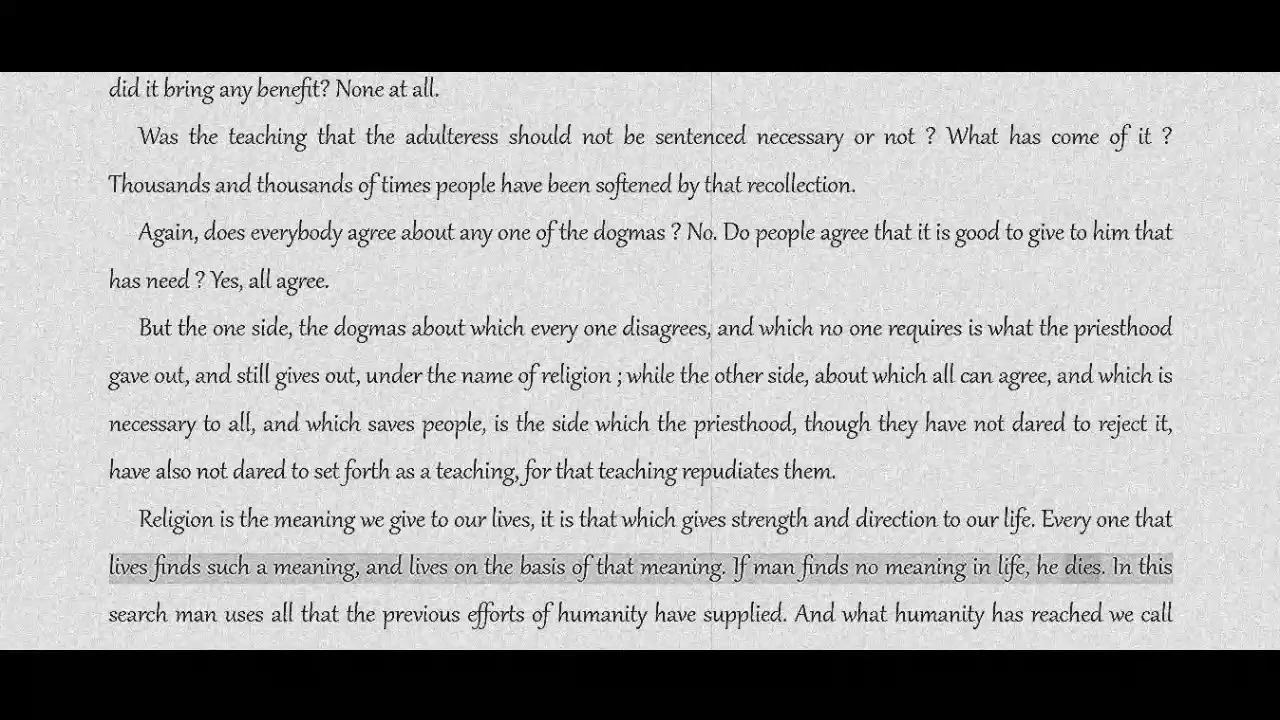 did it bring any benefit? None at all.
Was the teaching that the adulteress should not be sentenced necessary or not ? What has come of it ?
Thousands and thousands of times people have been softened by that recollection.
Again, does everybody agree about any one of the dogmas ? No. Do people agree that it is good to give to him that
has need ? Yes, all agree.
But the one side, the dogmas about which every one disagrees, and which no one requires is what the priesthood
gave out, and still gives out, under the name of religion ; while the other side, about which all can agree, and which is
necessary to all, and which saves people, is the side which the priesthood, though they have not dared to reject it,
have also not dared to set forth as a teaching, for that teaching repudiates them.
Religion is the meaning we give to our lives, it is that which gives strength and direction to our life. Every one that
lives finds such a meaning, and lives on the basis of that meaning. If man finds no meaning in life, he dies. In this
search man uses all that the previous efforts of humanity have supplied. And what humanity has reached we call